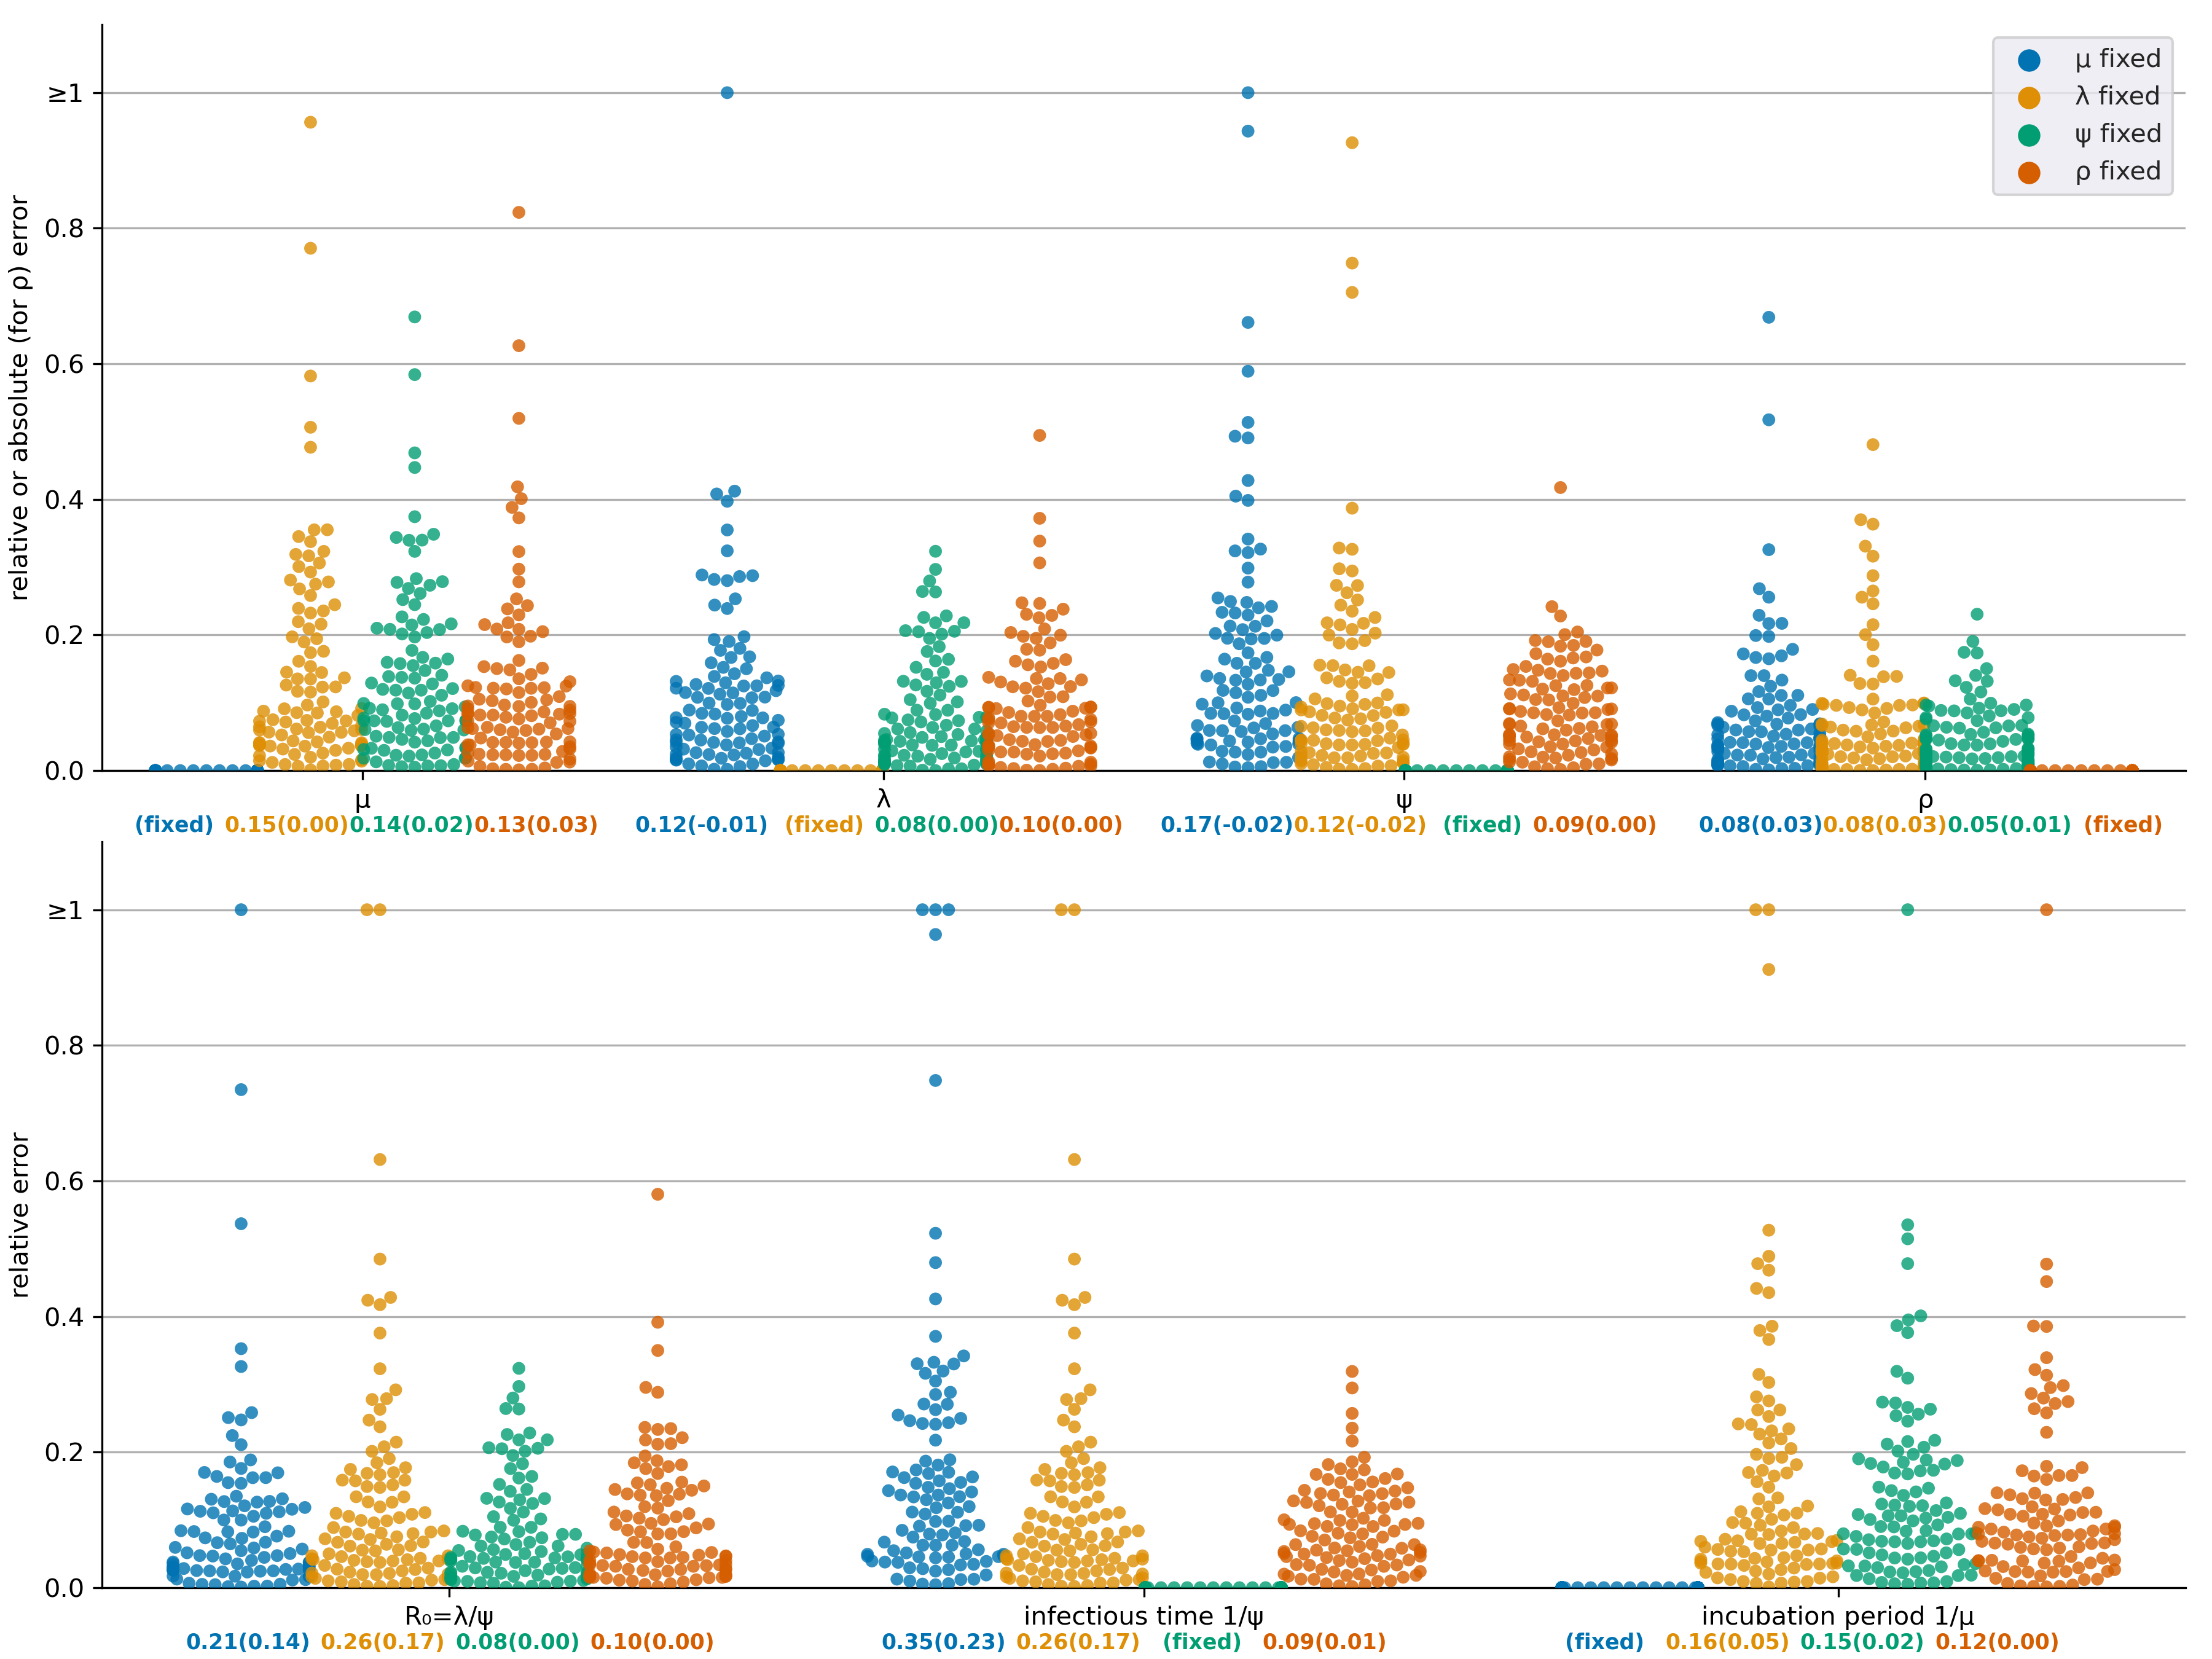 μ fixed
λ fixed
ψ fixed
ρ fixed
relative or absolute (for ρ) error
≥1
0.8
0.6
0.4
0.2
0.0
μ λ ψ ρ
(fixed) 0.15(0.00) 0.14(0.02) 0.13(0.03) 0.12(-0.01) (fixed) 0.08(0.00) 0.10(0.00) 0.17(-0.02) 0.12(-0.02) (fixed) 0.09(0.00) 0.08(0.03) 0.08(0.03) 0.05(0.01) (fixed)
relative error
≥1
0.8
0.6
0.4
0.2
0.0
R₀=λ/ψ infectious time 1/ψ incubation period 1/μ
0.21(0.14) 0.26(0.17) 0.08(0.00) 0.10(0.00) 0.35(0.23) 0.26(0.17) (fixed) 0.09(0.01) (fixed) 0.16(0.05) 0.15(0.02) 0.12(0.00)